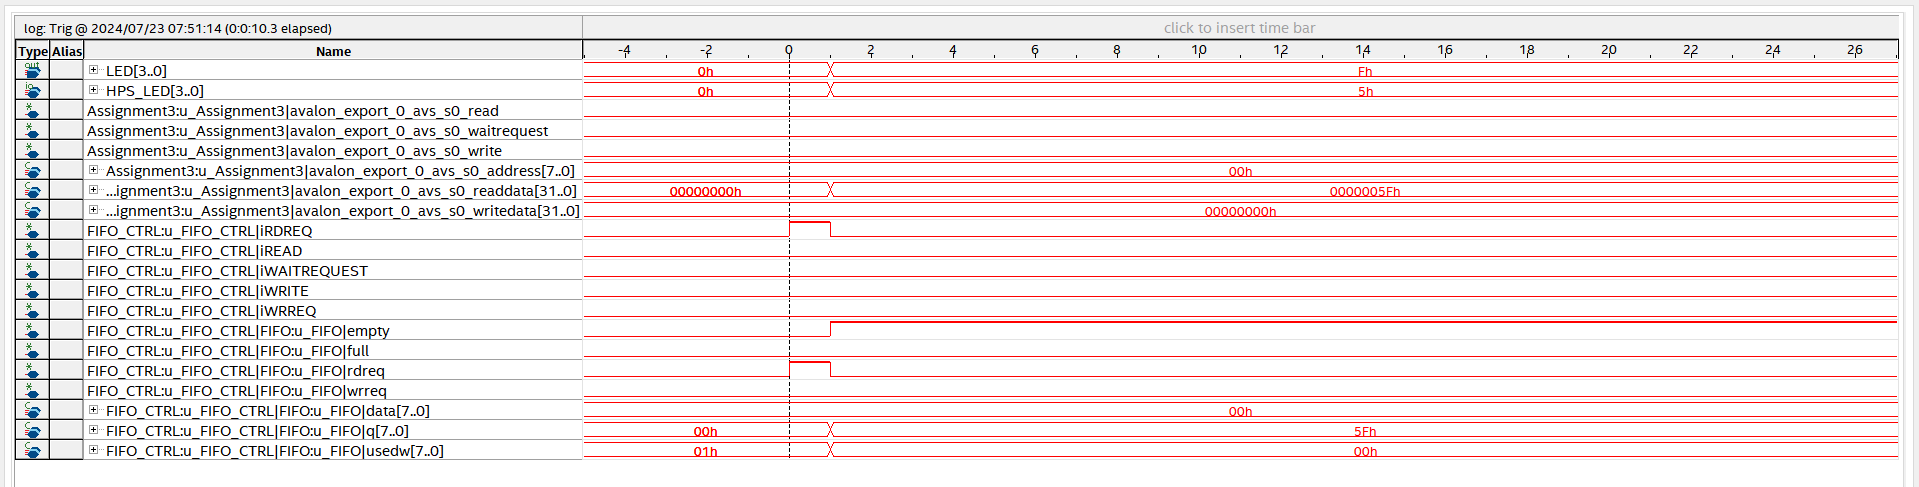 log: Trig @ 2024/07/23 07:51:14 (0:0:10.3 elapsed) click to insert time bar
Type Alias Name -4 -2 0 2 4 6 8 10 12 14 16 18 20 22 24 26
out LED[3..0] 0h Fh
io HPS_LED[3..0] 0h 5h
* Assignment3:u_Assignment3|avalon_export_0_avs_s0_read
* Assignment3:u_Assignment3|avalon_export_0_avs_s0_waitrequest
* Assignment3:u_Assignment3|avalon_export_0_avs_s0_write
C Assignment3:u_Assignment3|avalon_export_0_avs_s0_address[7..0] 00h
C ...ignment3:u_Assignment3|avalon_export_0_avs_s0_readdata[31..0] 00000000h 0000005Fh
C ...ignment3:u_Assignment3|avalon_export_0_avs_s0_writedata[31..0] 00000000h
* FIFO_CTRL:u_FIFO_CTRL|iRDREQ
* FIFO_CTRL:u_FIFO_CTRL|iREAD
* FIFO_CTRL:u_FIFO_CTRL|iWAITREQUEST
* FIFO_CTRL:u_FIFO_CTRL|iWRITE
* FIFO_CTRL:u_FIFO_CTRL|iWRREQ
* FIFO_CTRL:u_FIFO_CTRL|FIFO:u_FIFO|empty
* FIFO_CTRL:u_FIFO_CTRL|FIFO:u_FIFO|full
* FIFO_CTRL:u_FIFO_CTRL|FIFO:u_FIFO|rdreq
* FIFO_CTRL:u_FIFO_CTRL|FIFO:u_FIFO|wrreq
C FIFO_CTRL:u_FIFO_CTRL|FIFO:u_FIFO|data[7..0] 00h
C FIFO_CTRL:u_FIFO_CTRL|FIFO:u_FIFO|q[7..0] 00h 5Fh
C FIFO_CTRL:u_FIFO_CTRL|FIFO:u_FIFO|usedw[7..0] 01h 00h